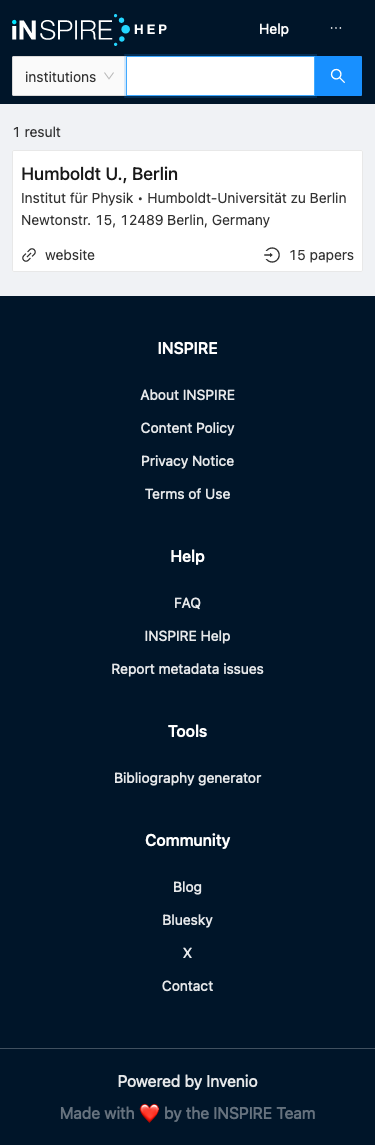 iNSPIRE HEP
Help
···
institutions
1 result
Humboldt U., Berlin
Institut für Physik • Humboldt-Universität zu Berlin
Newtonstr. 15, 12489 Berlin, Germany
website
15 papers
INSPIRE
About INSPIRE
Content Policy
Privacy Notice
Terms of Use
Help
FAQ
INSPIRE Help
Report metadata issues
Tools
Bibliography generator
Community
Blog
Bluesky
X
Contact
Powered by Invenio
Made with ❤️ by the INSPIRE Team